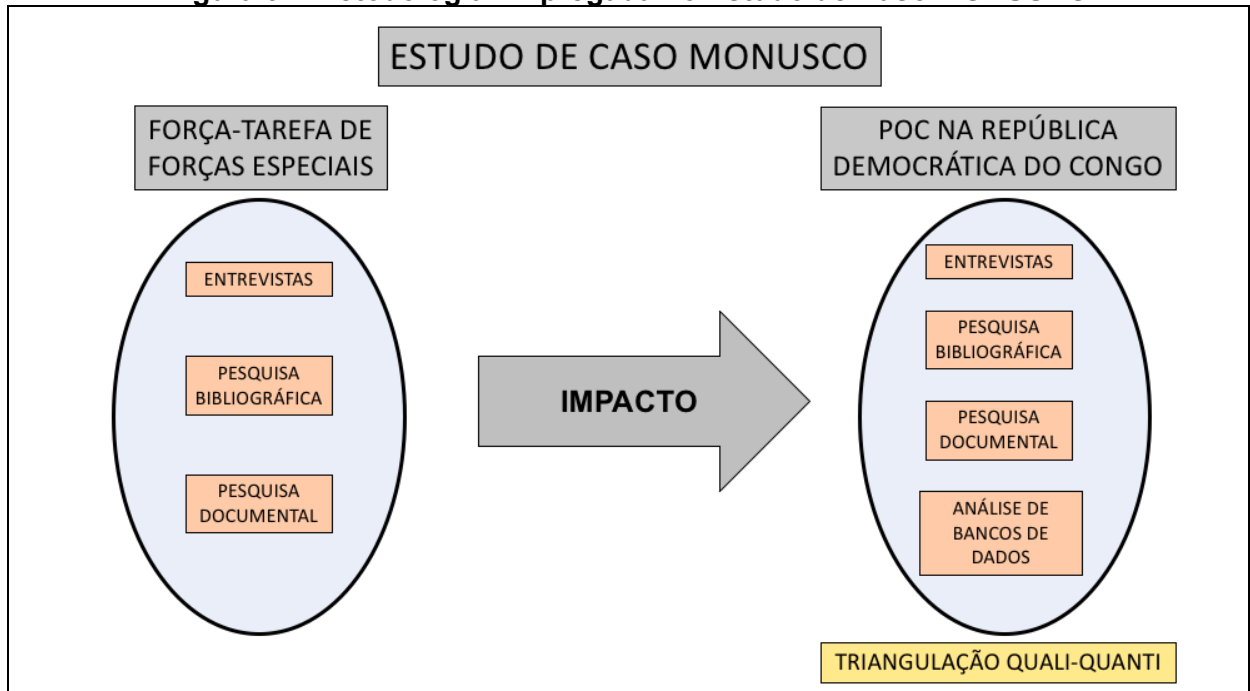 ESTUDO DE CASO MONUSCO
FORÇA-TAREFA DE
FORÇAS ESPECIAIS
ENTREVISTAS
PESQUISA
BIBLIOGRÁFICA
PESQUISA
DOCUMENTAL
IMPACTO
POC NA REPÚBLICA
DEMOCRÁTICA DO CONGO
ENTREVISTAS
PESQUISA
BIBLIOGRÁFICA
PESQUISA
DOCUMENTAL
ANÁLISE DE
BANCOS DE
DADOS
TRIANGULAÇÃO QUALI-QUANTI